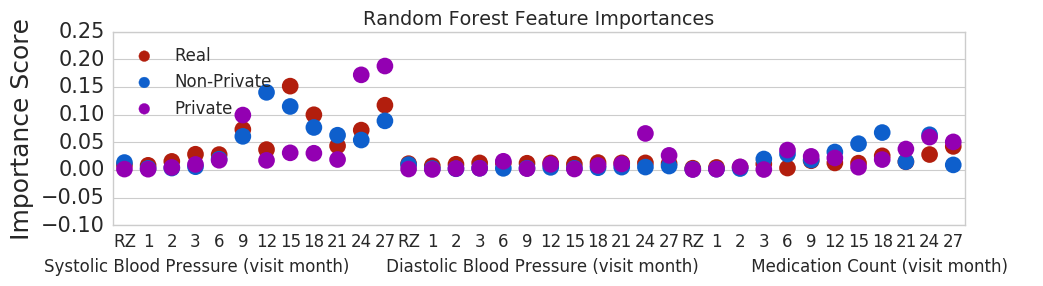 Random Forest Feature Importances
Importance Score
0.25
0.20
0.15
0.10
0.05
0.00
−0.05
−0.10
Real
Non-Private
Private
RZ 1 2 3 6 9 12 15 18 21 24 27 RZ 1 2 3 6 9 12 15 18 21 24 27 RZ 1 2 3 6 9 12 15 18 21 24 27
Systolic Blood Pressure (visit month) Diastolic Blood Pressure (visit month) Medication Count (visit month)